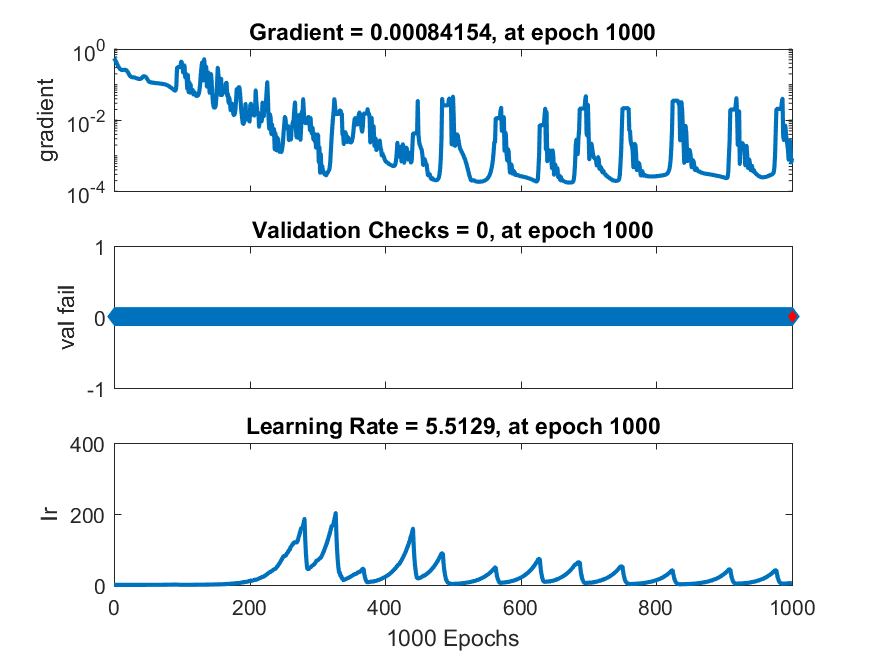 Gradient = 0.00084154, at epoch 1000
10^0
10^-2
10^-4
gradient
Validation Checks = 0, at epoch 1000
1
0
-1
val fail
Learning Rate = 5.5129, at epoch 1000
400
200
0
lr
0 200 400 600 800 1000
1000 Epochs